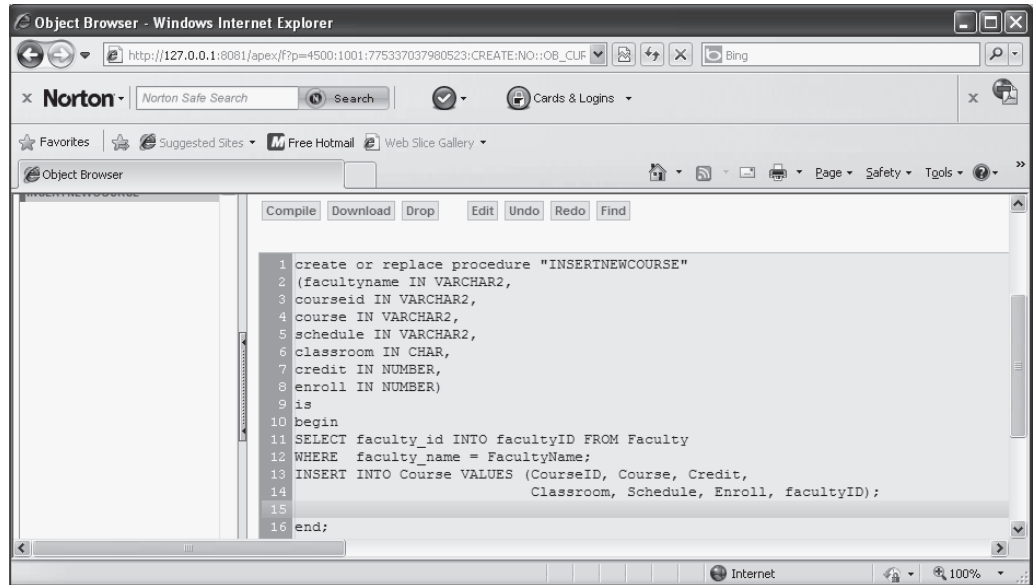 Object Browser - Windows Internet Explorer
http://127.0.0.1:8081/apex/f?p=4500:1001:775337037980523:CREATE:NO::OB_CUR
Bing
x Norton Norton Safe Search Search Cards & Logins x
Favorites Suggested Sites Free Hotmail Web Slice Gallery
Object Browser Page Safety Tools »
INSERTNEWCOURSE
Compile Download Drop Edit Undo Redo Find
1 create or replace procedure "INSERTNEWCOURSE"
2 (facultyname IN VARCHAR2,
3 courseid IN VARCHAR2,
4 course IN VARCHAR2,
5 schedule IN VARCHAR2,
6 classroom IN CHAR,
7 credit IN NUMBER,
8 enroll IN NUMBER)
9 is
10 begin
11 SELECT faculty_id INTO facultyID FROM Faculty
12 WHERE faculty_name = FacultyName;
13 INSERT INTO Course VALUES (CourseID, Course, Credit,
14 Classroom, Schedule, Enroll, facultyID);
15
16 end;
Internet 100%